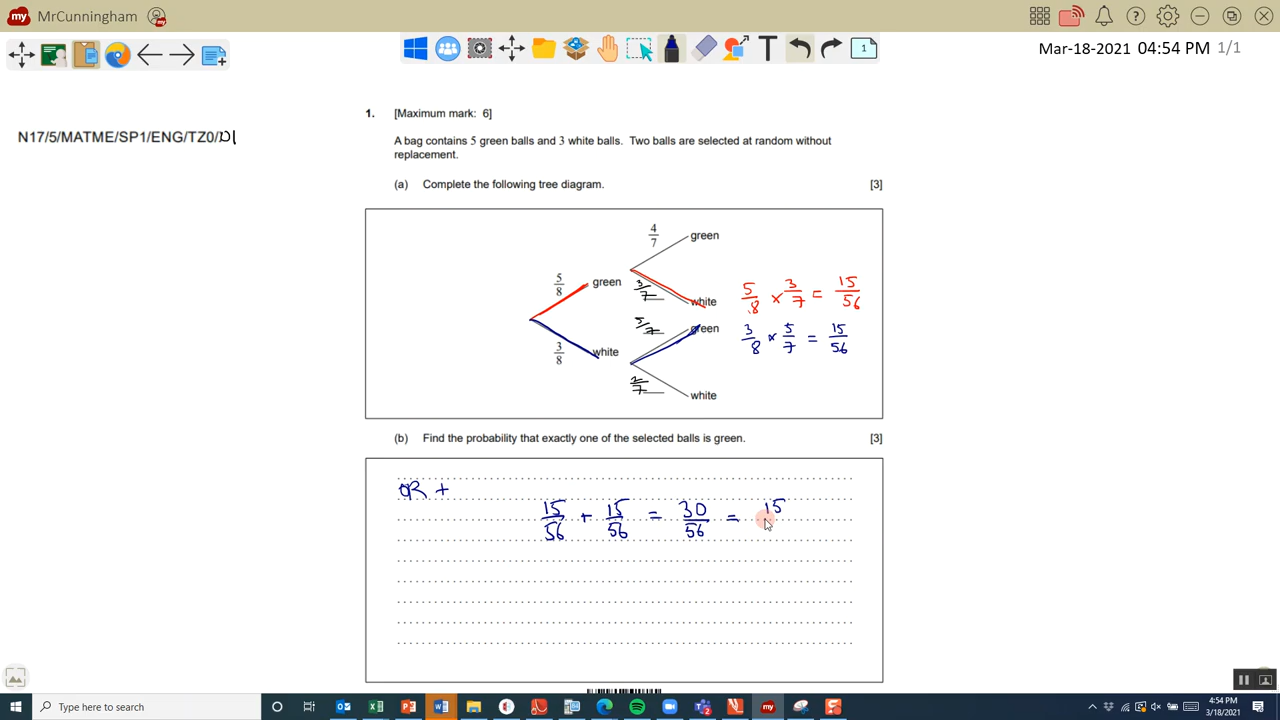 my MrCunningham
Mar-18-2021 04:54 PM 1/1
N17/5/MATME/SP1/ENG/TZ0/01
1. [Maximum mark: 6]
A bag contains 5 green balls and 3 white balls. Two balls are selected at random without
replacement.
(a) Complete the following tree diagram. [3]
4/7 green
5/8 green
3/7 white
5/8 × 3/7 = 15/56
5/7 green
3/8 × 5/7 = 15/56
3/8 white
2/7 white
(b) Find the probability that exactly one of the selected balls is green. [3]
OR +
15/56 + 15/56 = 30/56 = 15
Type here to search
4:54 PM
3/18/2021